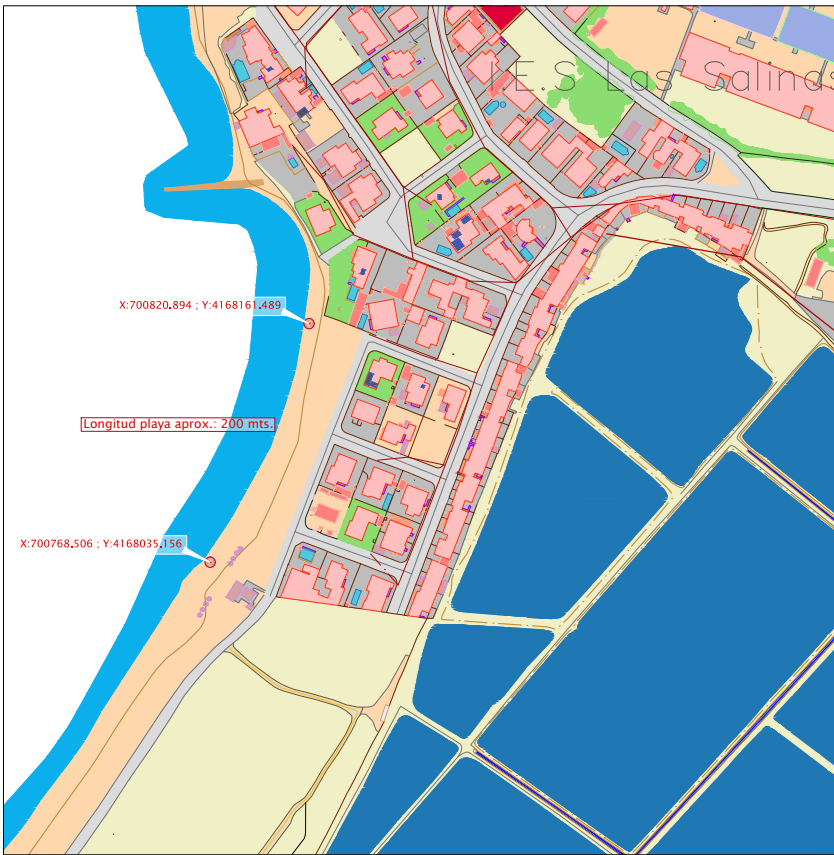 I.E.S Las Salinas
X:700820.894 ; Y:4168161.489
Longitud playa aprox.: 200 mts.
X:700768.506 ; Y:4168035.156